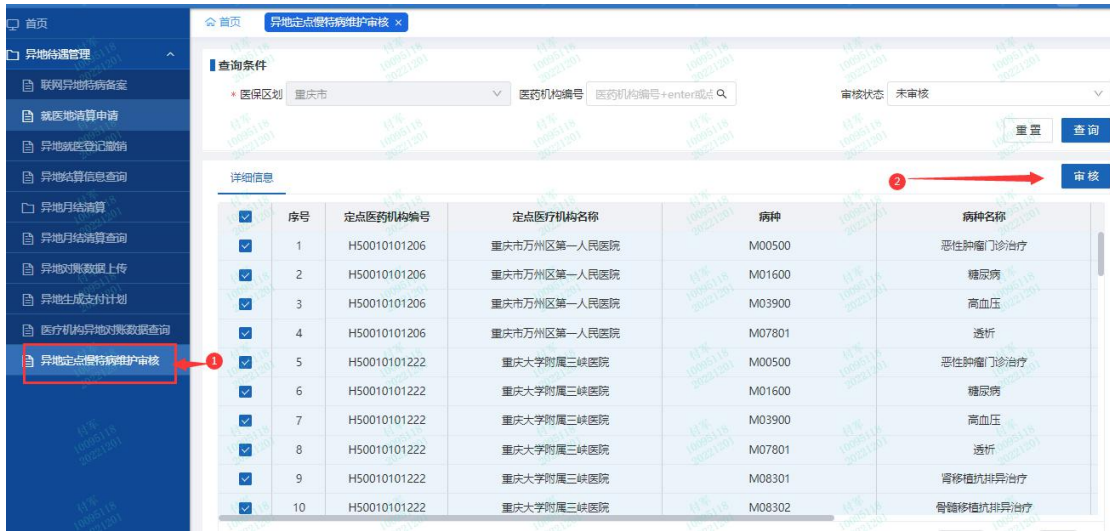 首页
异地待遇管理
联网异地特病备案
就医地清算申请
异地就医登记撤销
异地结算信息查询
异地月结清算
异地月结清算查询
异地对账数据上传
异地生成支付计划
医疗机构异地对账数据查询
异地定点慢特病维护审核
1
首页 异地定点慢特病维护审核 ×
查询条件
* 医保区划 重庆市 医药机构编号 医药机构编号+enter或点 审核状态 未审核
重置 查询
详细信息 2 审核
序号 定点医药机构编号 定点医疗机构名称 病种 病种名称
1 H50010101206 重庆市万州区第一人民医院 M00500 恶性肿瘤门诊治疗
2 H50010101206 重庆市万州区第一人民医院 M01600 糖尿病
3 H50010101206 重庆市万州区第一人民医院 M03900 高血压
4 H50010101206 重庆市万州区第一人民医院 M07801 透析
5 H50010101222 重庆大学附属三峡医院 M00500 恶性肿瘤门诊治疗
6 H50010101222 重庆大学附属三峡医院 M01600 糖尿病
7 H50010101222 重庆大学附属三峡医院 M03900 高血压
8 H50010101222 重庆大学附属三峡医院 M07801 透析
9 H50010101222 重庆大学附属三峡医院 M08301 肾移植抗排异治疗
10 H50010101222 重庆大学附属三峡医院 M08302 骨髓移植抗排异治疗